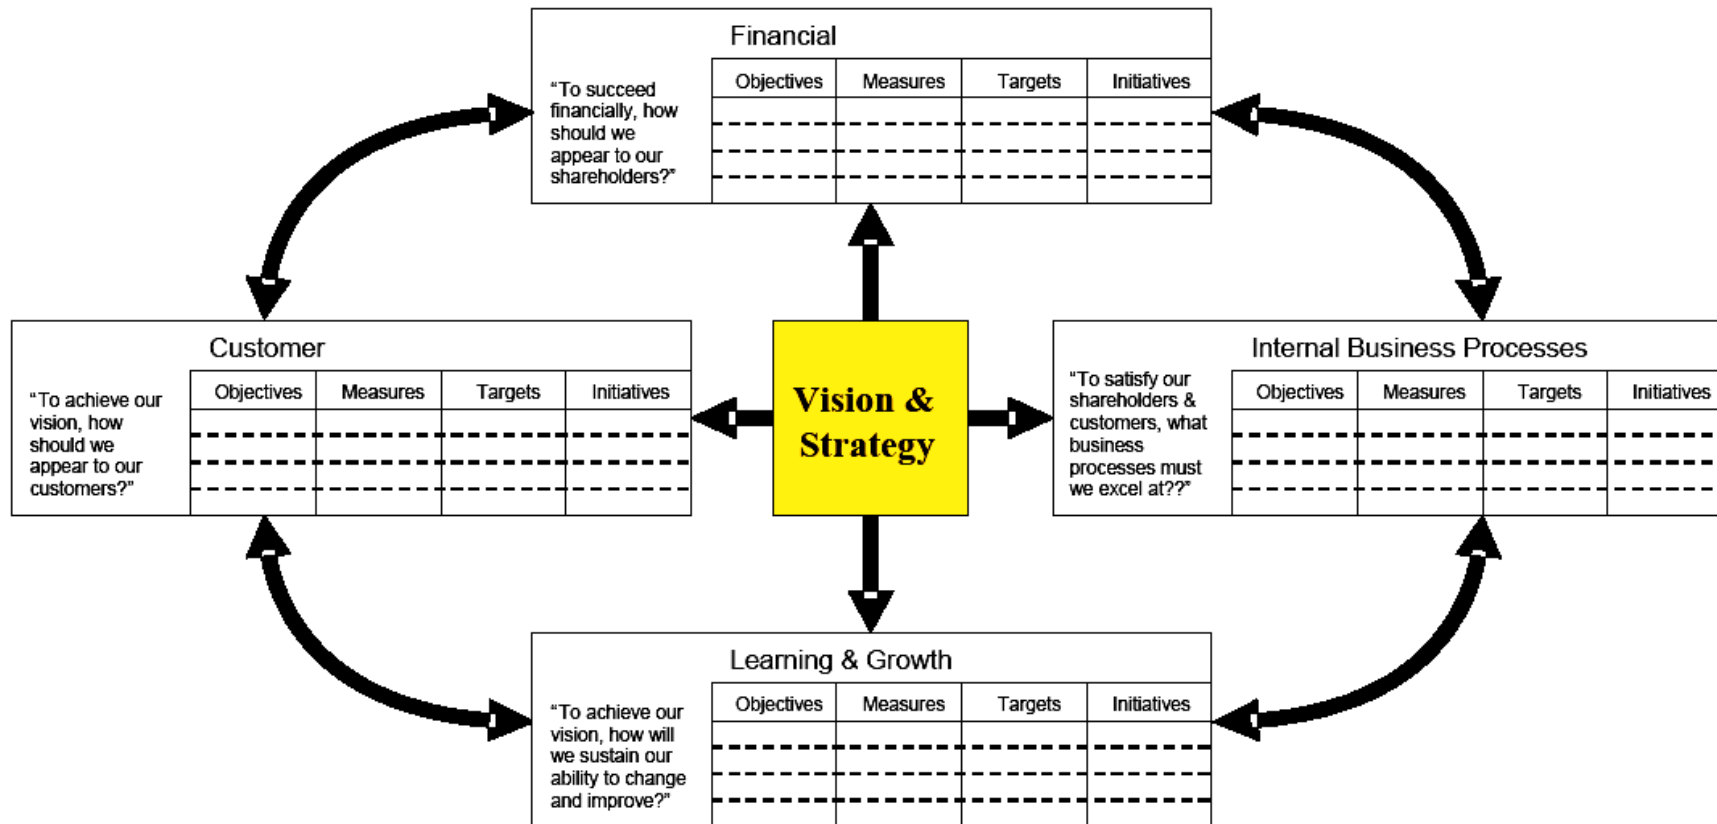 Financial
Objectives Measures Targets Initiatives
“To succeed
financially, how
should we
appear to our
shareholders?”
Customer
Objectives Measures Targets Initiatives
“To achieve our
vision, how
should we
appear to our
customers?”
Vision &
Strategy
Internal Business Processes
Objectives Measures Targets Initiatives
“To satisfy our
shareholders &
customers, what
business
processes must
we excel at??”
Learning & Growth
Objectives Measures Targets Initiatives
“To achieve our
vision, how will
we sustain our
ability to change
and improve?”